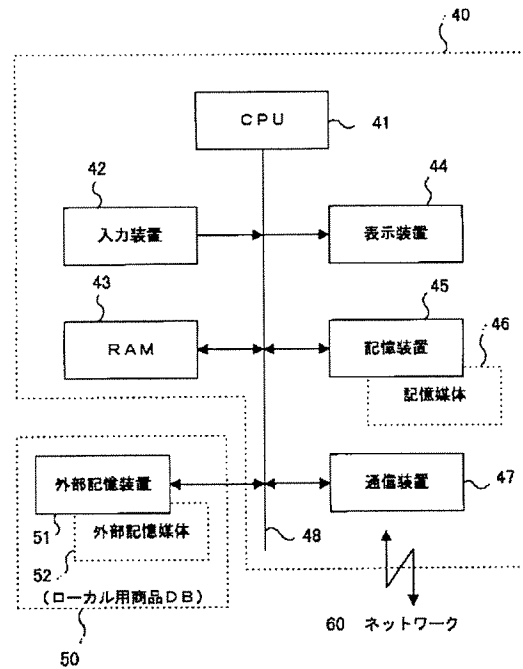 40
CPU
41
42
44
入力装置
表示装置
43
45
46
RAM
記憶装置
記憶媒体
外部記憶装置
通信装置
47
51
外部記憶媒体
52
48
(ローカル用商品DB)
50
60 ネットワーク